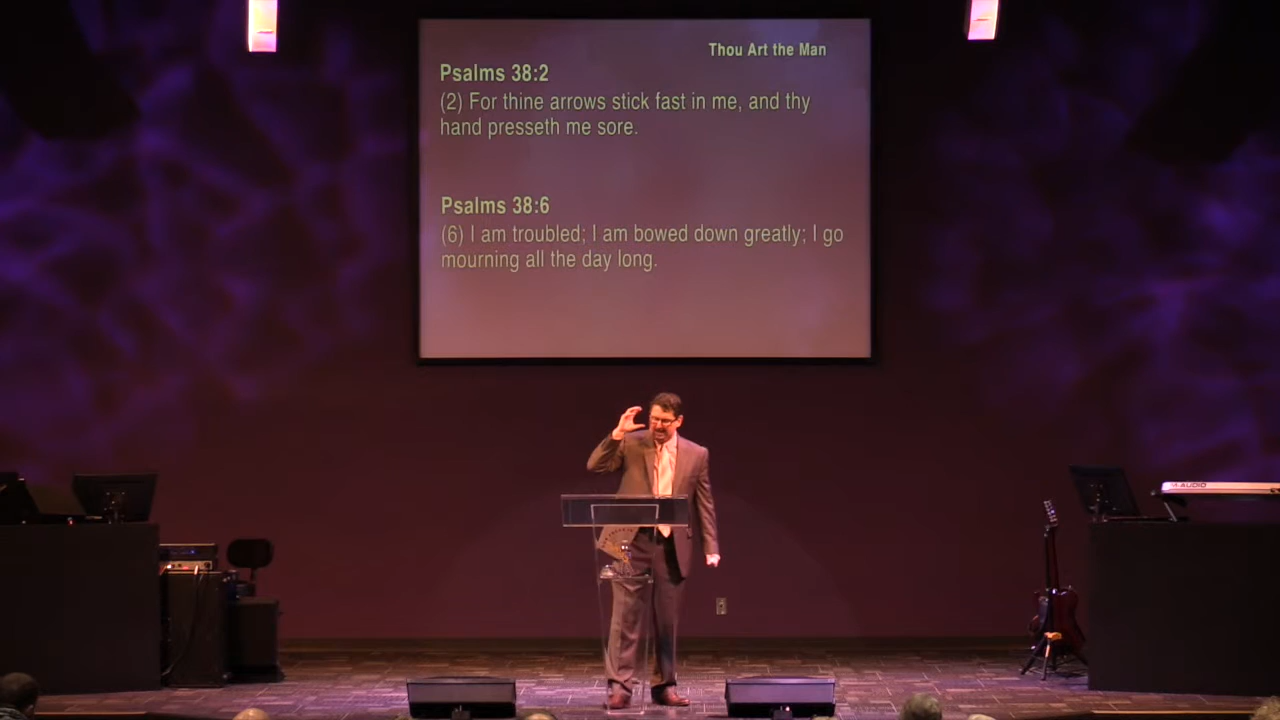 Thou Art the Man
Psalms 38:2
(2) For thine arrows stick fast in me, and thy
hand presseth me sore.
Psalms 38:6
(6) I am troubled; I am bowed down greatly; I go
mourning all the day long.
M-AUDIO